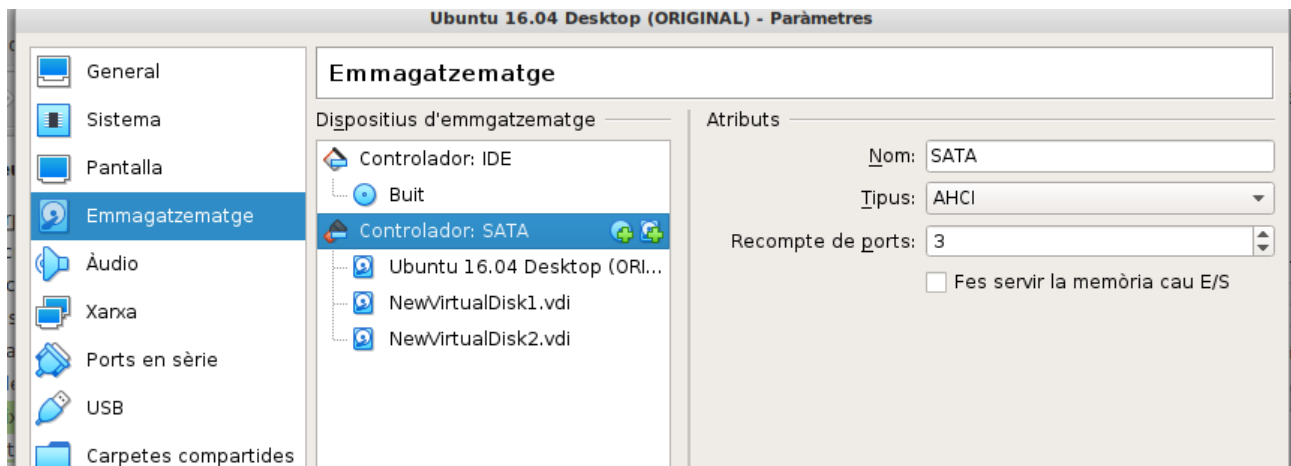 Ubuntu 16.04 Desktop (ORIGINAL) - Paràmetres
General
Sistema
Pantalla
Emmagatzematge
Àudio
Xarxa
Ports en sèrie
USB
Carpetes compartides
Emmagatzematge
Dispositius d'emmgatzematge
Controlador: IDE
Buit
Controlador: SATA
Ubuntu 16.04 Desktop (ORI...
NewVirtualDisk1.vdi
NewVirtualDisk2.vdi
Atributs
Nom: SATA
Tipus: AHCI
Recompte de ports: 3
Fes servir la memòria cau E/S